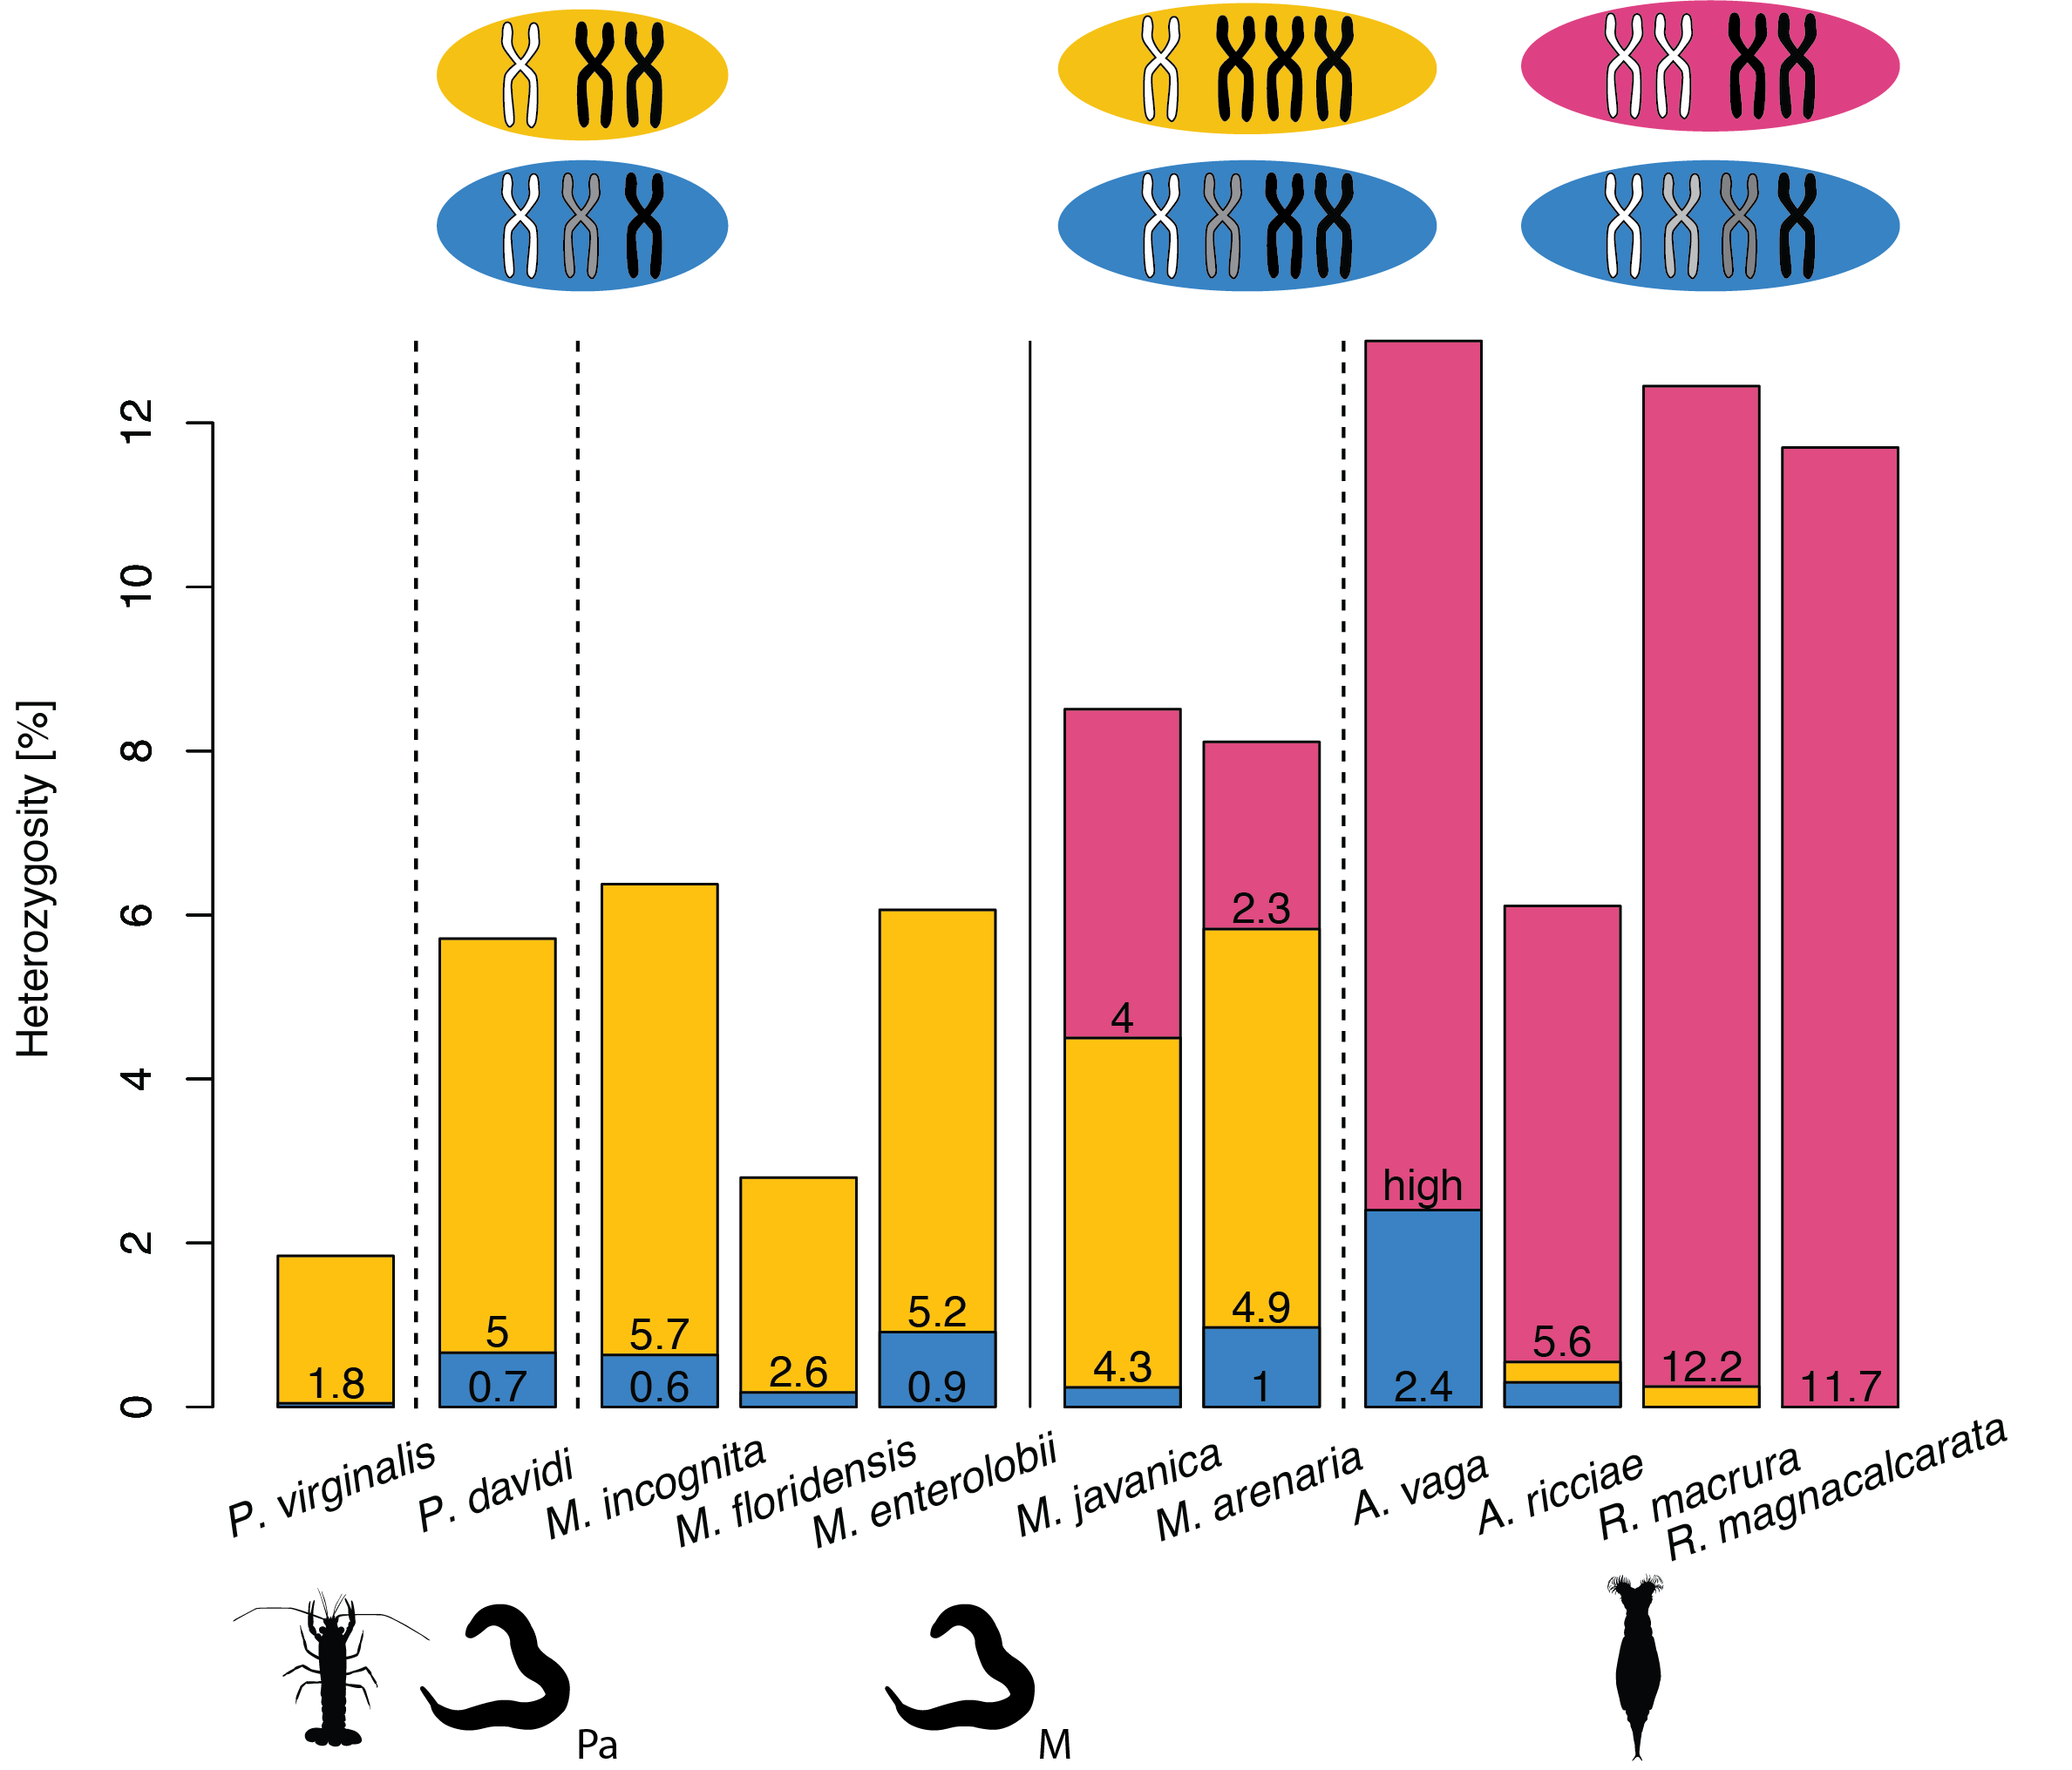 Heterozygosity [%]
12
10
8
6
4
2
0
1.8
5
0.7
5.7
0.6
2.6
5.2
0.9
4
4.3
2.3
4.9
1
high
2.4
5.6
12.2
11.7
P. virginalis
P. davidi
M. incognita
M. floridensis
M. enterolobii
M. javanica
M. arenaria
A. vaga
A. ricciae
R. macrura
R. magnacalcarata
Pa
M